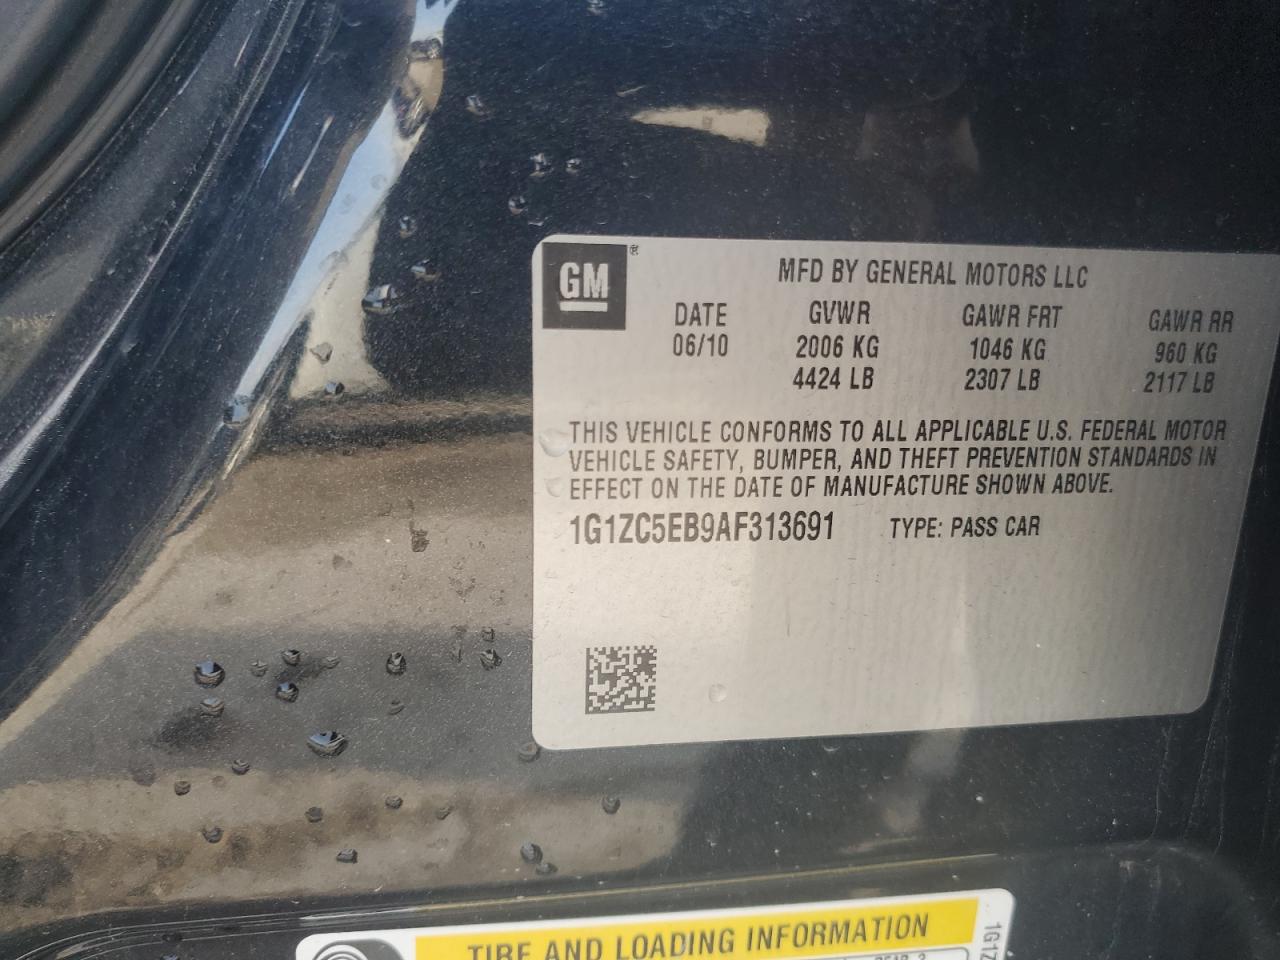 GM ®
MFD BY GENERAL MOTORS LLC
DATE GVWR GAWR FRT GAWR RR
06/10 2006 KG 1046 KG 960 KG
4424 LB 2307 LB 2117 LB
THIS VEHICLE CONFORMS TO ALL APPLICABLE U.S. FEDERAL MOTOR
VEHICLE SAFETY, BUMPER, AND THEFT PREVENTION STANDARDS IN
EFFECT ON THE DATE OF MANUFACTURE SHOWN ABOVE.
1G1ZC5EB9AF313691 TYPE: PASS CAR
TIRE AND LOADING INFORMATION
1G1Z